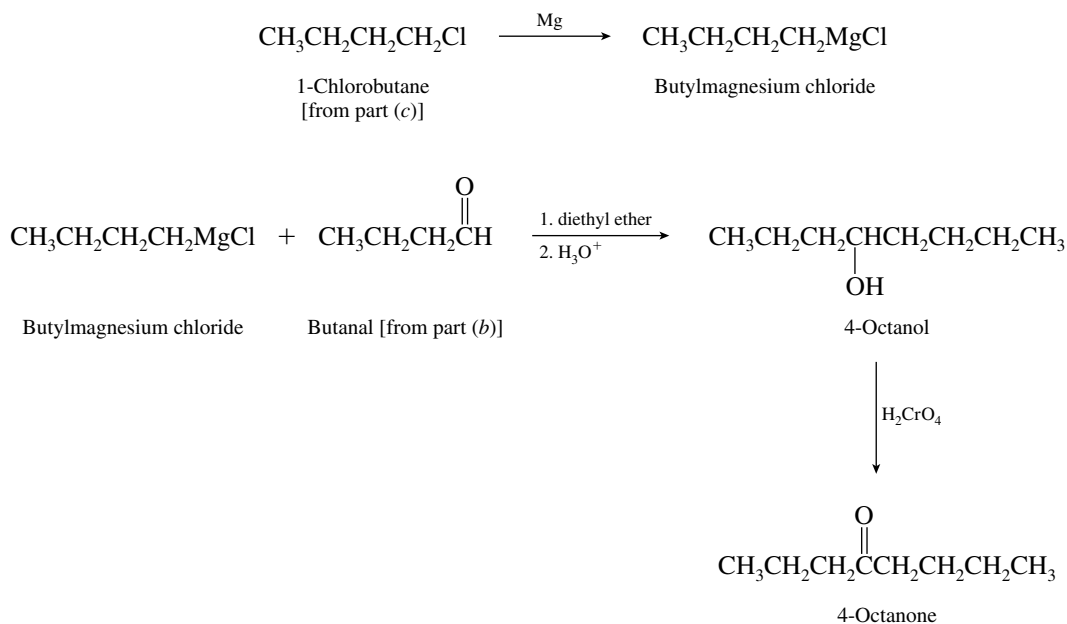 Mg
CH₃CH₂CH₂CH₂Cl CH₃CH₂CH₂CH₂MgCl
1-Chlorobutane Butylmagnesium chloride
[from part (c)]
O
1. diethyl ether
CH₃CH₂CH₂CH₂MgCl + CH₃CH₂CH₂CH CH₃CH₂CH₂CHCH₂CH₂CH₂CH₃
2. H₃O⁺
OH
Butylmagnesium chloride Butanal [from part (b)] 4-Octanol
H₂CrO₄
O
CH₃CH₂CH₂CCH₂CH₂CH₂CH₃
4-Octanone